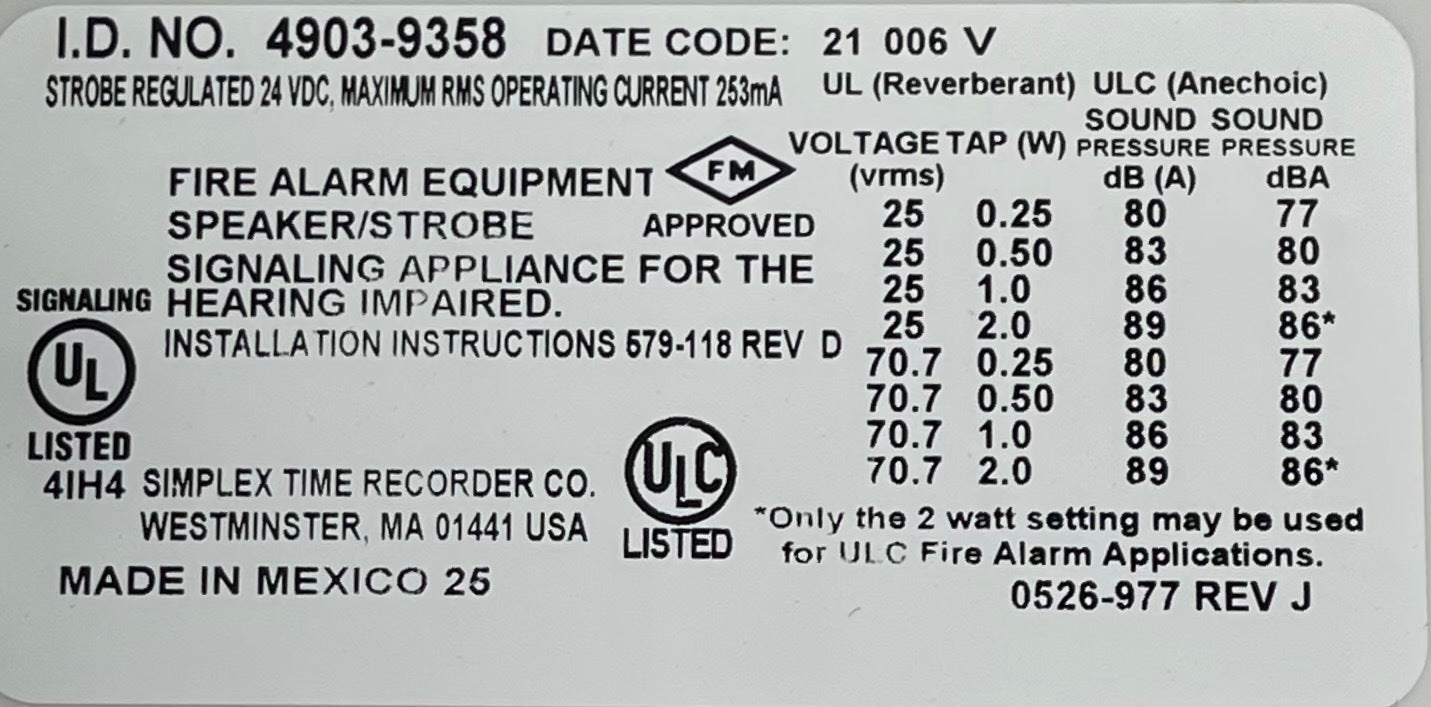 I.D. NO. 4903-9358 DATE CODE: 21 006 V
STROBE REGULATED 24 VDC, MAXIMUM RMS OPERATING CURRENT 253mA
UL (Reverberant) ULC (Anechoic)
SOUND SOUND
VOLTAGE TAP (W) PRESSURE PRESSURE
(vrms) dB (A) dBA
25 0.25 80 77
25 0.50 83 80
25 1.0 86 83
25 2.0 89 86*
70.7 0.25 80 77
70.7 0.50 83 80
70.7 1.0 86 83
70.7 2.0 89 86*
*Only the 2 watt setting may be used
for ULC Fire Alarm Applications.
0526-977 REV J
FIRE ALARM EQUIPMENT
SPEAKER/STROBE
SIGNALING APPLIANCE FOR THE
HEARING IMPAIRED.
INSTALLATION INSTRUCTIONS 579-118 REV D
FM
APPROVED
SIGNALING
UL
LISTED
41H4 SIMPLEX TIME RECORDER CO.
WESTMINSTER, MA 01441 USA
ULC
LISTED
MADE IN MEXICO 25